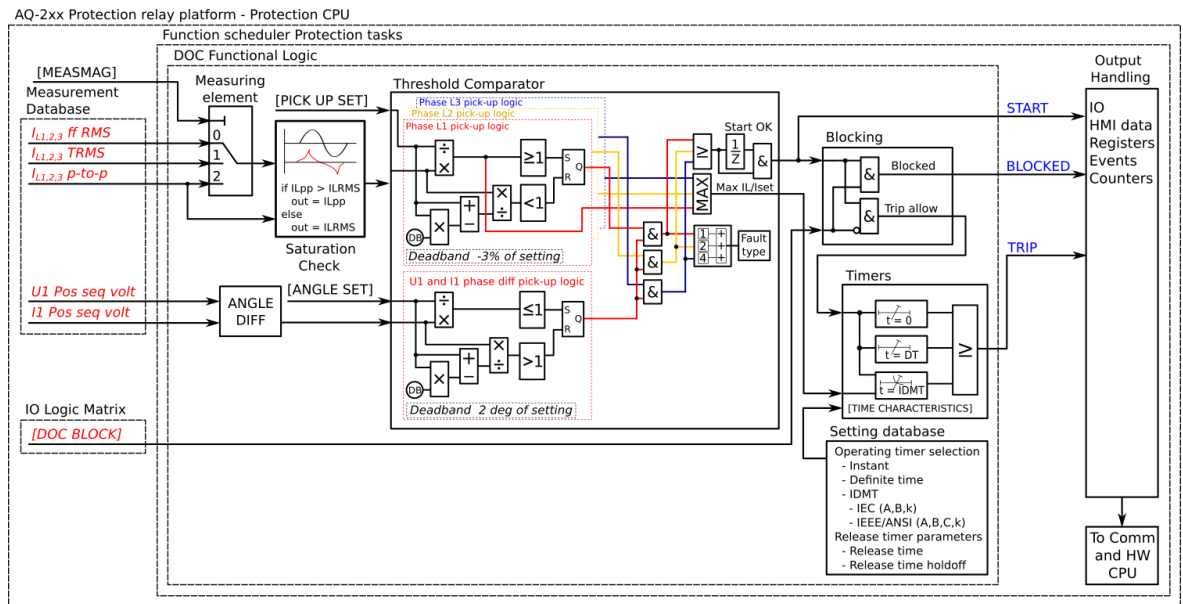 AQ-2xx Protection relay platform - Protection CPU
Function scheduler Protection tasks
DOC Functional Logic
[MEASMAG]
Measurement
Database
I L1,2,3 ff RMS
I L1,2,3 TRMS
I L1,2,3 p-to-p
Measuring
element
0
1
2
[PICK UP SET]
if ILpp > ILRMS
out = ILpp
else
out = ILRMS
Saturation
Check
Threshold Comparator
Phase L3 pick-up logic
Phase L2 pick-up logic
Phase L1 pick-up logic
÷
×
≥1
S
R
Q
×
÷
<1
+
−
DB
×
Deadband -3% of setting
U1 Pos seq volt
I1 Pos seq volt
ANGLE
DIFF
[ANGLE SET]
U1 and I1 phase diff pick-up logic
÷
×
≤1
S
R
Q
×
÷
>1
+
−
DB
×
Deadband 2 deg of setting
&
&
&
≥
MAX
Start OK
1
Z
&
Max IL/Iset
1 +
2 +
4 +
Fault
type
Blocking
&
Blocked
&
Trip allow
Timers
t = 0
t = DT
t = IDMT
≥
[TIME CHARACTERISTICS]
START
BLOCKED
TRIP
Output
Handling
IO
HMI data
Registers
Events
Counters
To Comm
and HW
CPU
IO Logic Matrix
[DOC BLOCK]
Setting database
Operating timer selection
- Instant
- Definite time
- IDMT
- IEC (A,B,k)
- IEEE/ANSI (A,B,C,k)
Release timer parameters
- Release time
- Release time holdoff